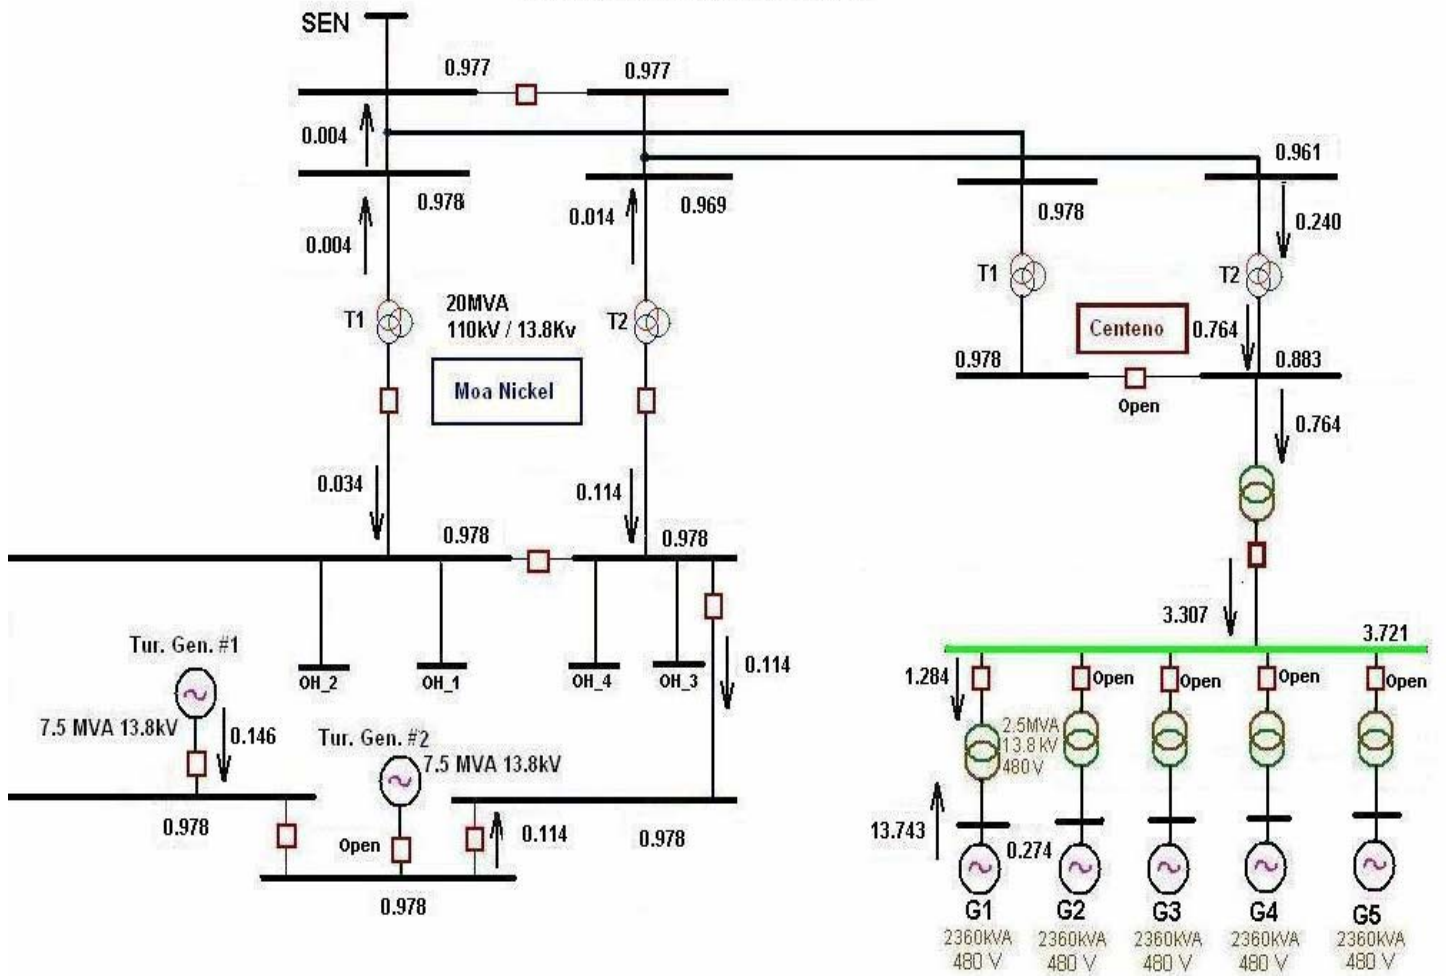 SEN
0.977
0.977
0.004
0.961
0.978
0.014
0.969
0.978
0.240
0.004
T1
T2
T1
20MVA
110kV / 13.8Kv
T2
Centeno
0.764
0.978
0.883
Moa Nickel
Open
0.764
0.034
0.114
0.978
0.978
3.307
3.721
Tur. Gen. #1
OH_2
OH_1
OH_4
OH_3
0.114
1.284
Open
Open
Open
Open
7.5 MVA 13.8kV
0.146
Tur. Gen. #2
7.5 MVA 13.8kV
2.5MVA
13.8 kV
480 V
0.978
Open
0.114
0.978
13.743
0.274
0.978
G1
G2
G3
G4
G5
2360kVA
2360kVA
2360kVA
2360kVA
2360kVA
480 V
480 V
480 V
480 V
480 V